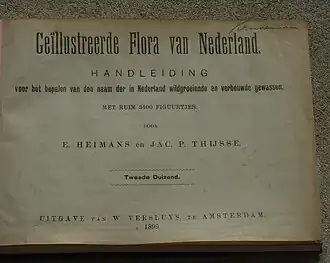 Geïllustreerde Flora van Nederland.
HANDLEIDING
voor het bepalen van den naam der in Nederland wildgroeiende en verbouwde gewassen,
MET RUIM 3400 FIGUURTJES.
DOOR
E. HEIMANS en JAC. P. THIJSSE.
Tweede Duizend.
UITGAVE VAN W. VERSLUYS, TE AMSTERDAM,
1899